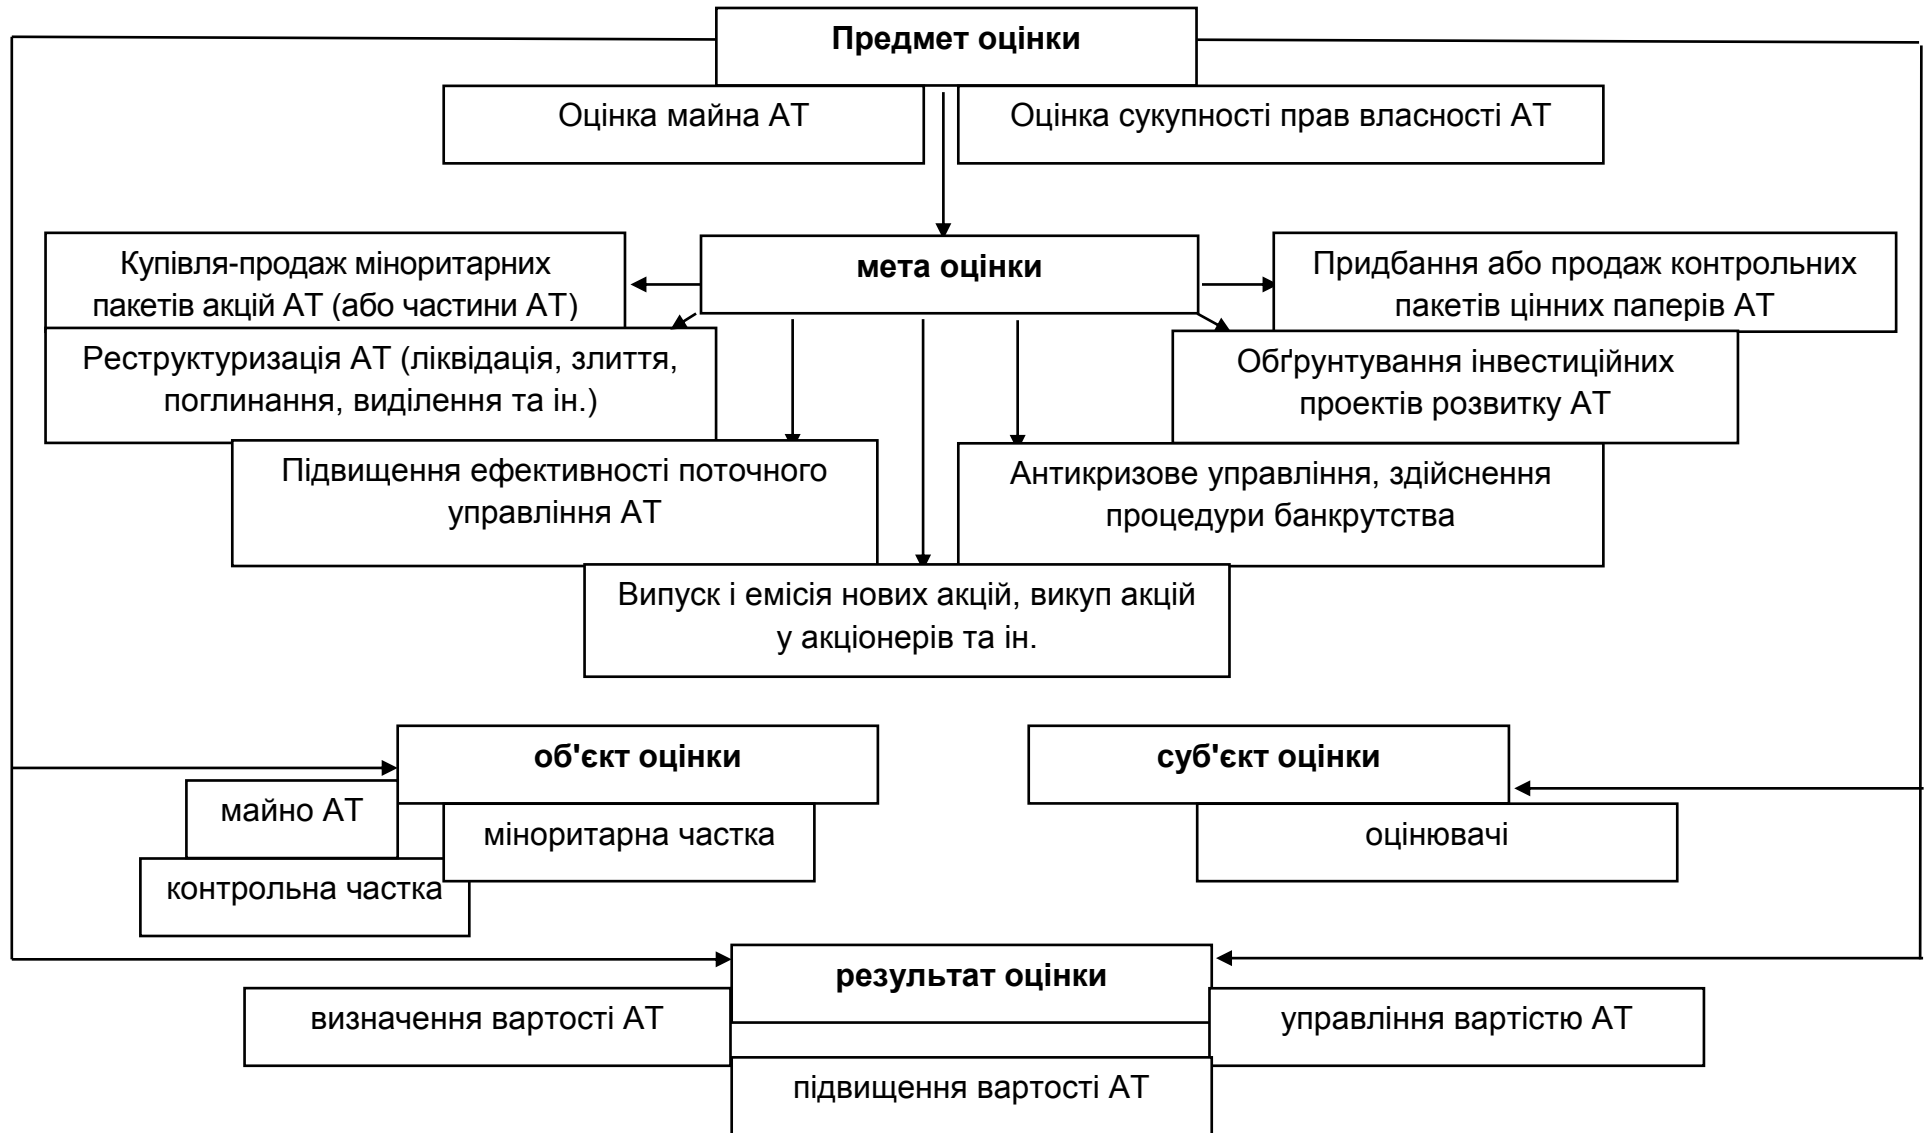 Предмет оцінки
Оцінка майна АТ
Оцінка сукупності прав власності АТ
Купівля-продаж міноритарних
пакетів акцій АТ (або частини АТ)
мета оцінки
Придбання або продаж контрольних
пакетів цінних паперів АТ
Реструктуризація АТ (ліквідація, злиття,
поглинання, виділення та ін.)
Обґрунтування інвестиційних
проектів розвитку АТ
Підвищення ефективності поточного
управління АТ
Антикризове управління, здійснення
процедури банкрутства
Випуск і емісія нових акцій, викуп акцій
у акціонерів та ін.
об'єкт оцінки
суб'єкт оцінки
майно АТ
міноритарна частка
оцінювачі
контрольна частка
результат оцінки
визначення вартості АТ
управління вартістю АТ
підвищення вартості АТ